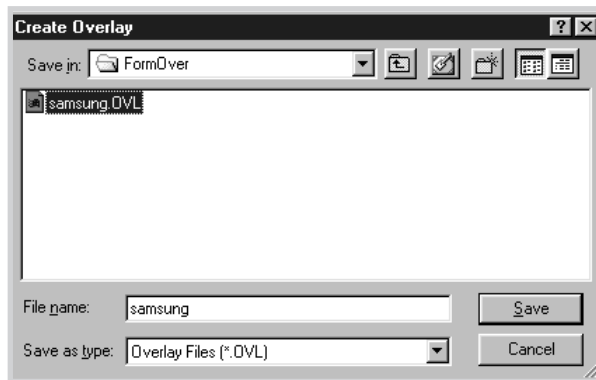 Create Overlay
Save in: FormOver
samsung.OVL
File name: samsung Save
Save as type: Overlay Files (*.OVL) Cancel